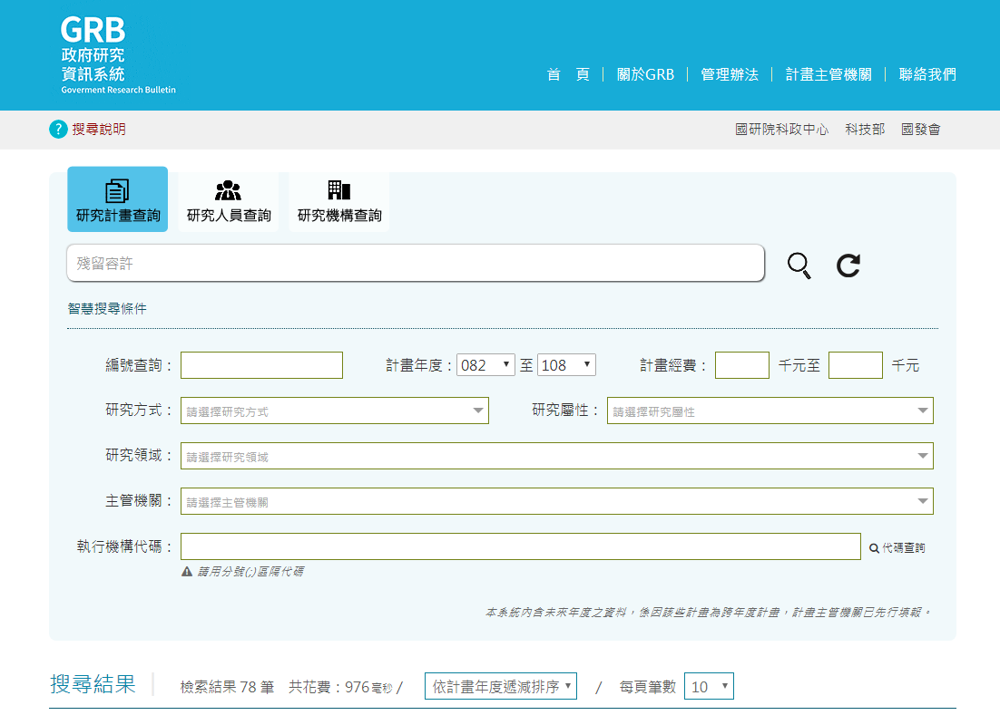 GRB
政府研究
資訊系統
Goverment Research Bulletin
首 頁 | 關於GRB | 管理辦法 | 計畫主管機關 | 聯絡我們
? 搜尋說明
國研院科政中心 科技部 國發會
研究計畫查詢 研究人員查詢 研究機構查詢
殘留容許
智慧搜尋條件
編號查詢： 計畫年度：082 至 108 計畫經費： 千元至 千元
研究方式：請選擇研究方式 研究屬性：請選擇研究屬性
研究領域：請選擇研究領域
主管機關：請選擇主管機關
執行機構代碼： 代碼查詢
請用分號(;)區隔代碼
本系統內含未來年度之資料，係因該些計畫為跨年度計畫，計畫主管機關已先行填報。
搜尋結果 檢索結果 78 筆 共花費：976毫秒 / 依計畫年度遞減排序 / 每頁筆數 10